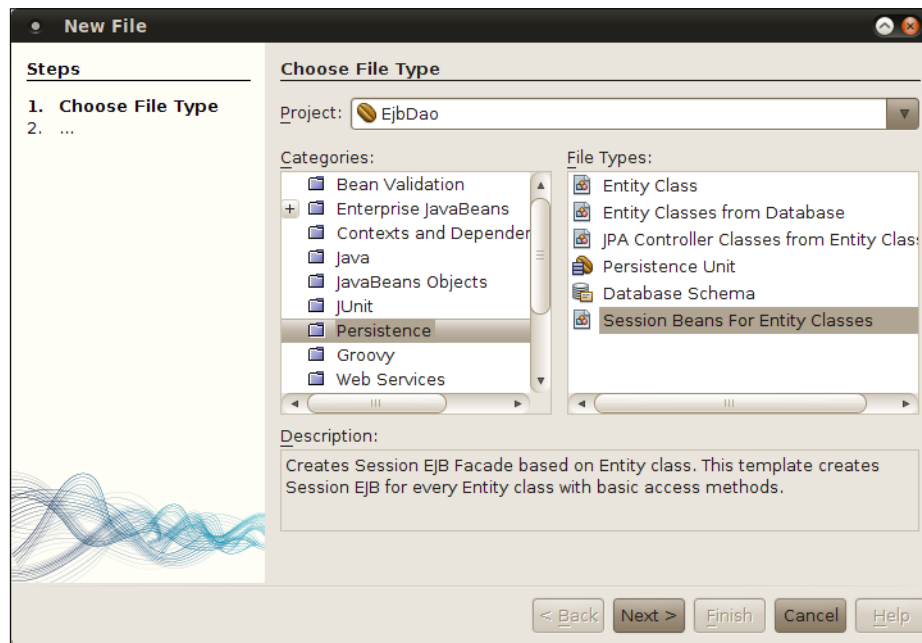 New File
Steps
1. Choose File Type
2. ...
Choose File Type
Project: EjbDao
Categories:
Bean Validation
Enterprise JavaBeans
Contexts and Depender
Java
JavaBeans Objects
JUnit
Persistence
Groovy
Web Services
File Types:
Entity Class
Entity Classes from Database
JPA Controller Classes from Entity Clas
Persistence Unit
Database Schema
Session Beans For Entity Classes
Description:
Creates Session EJB Facade based on Entity class. This template creates
Session EJB for every Entity class with basic access methods.
< Back Next > Finish Cancel Help